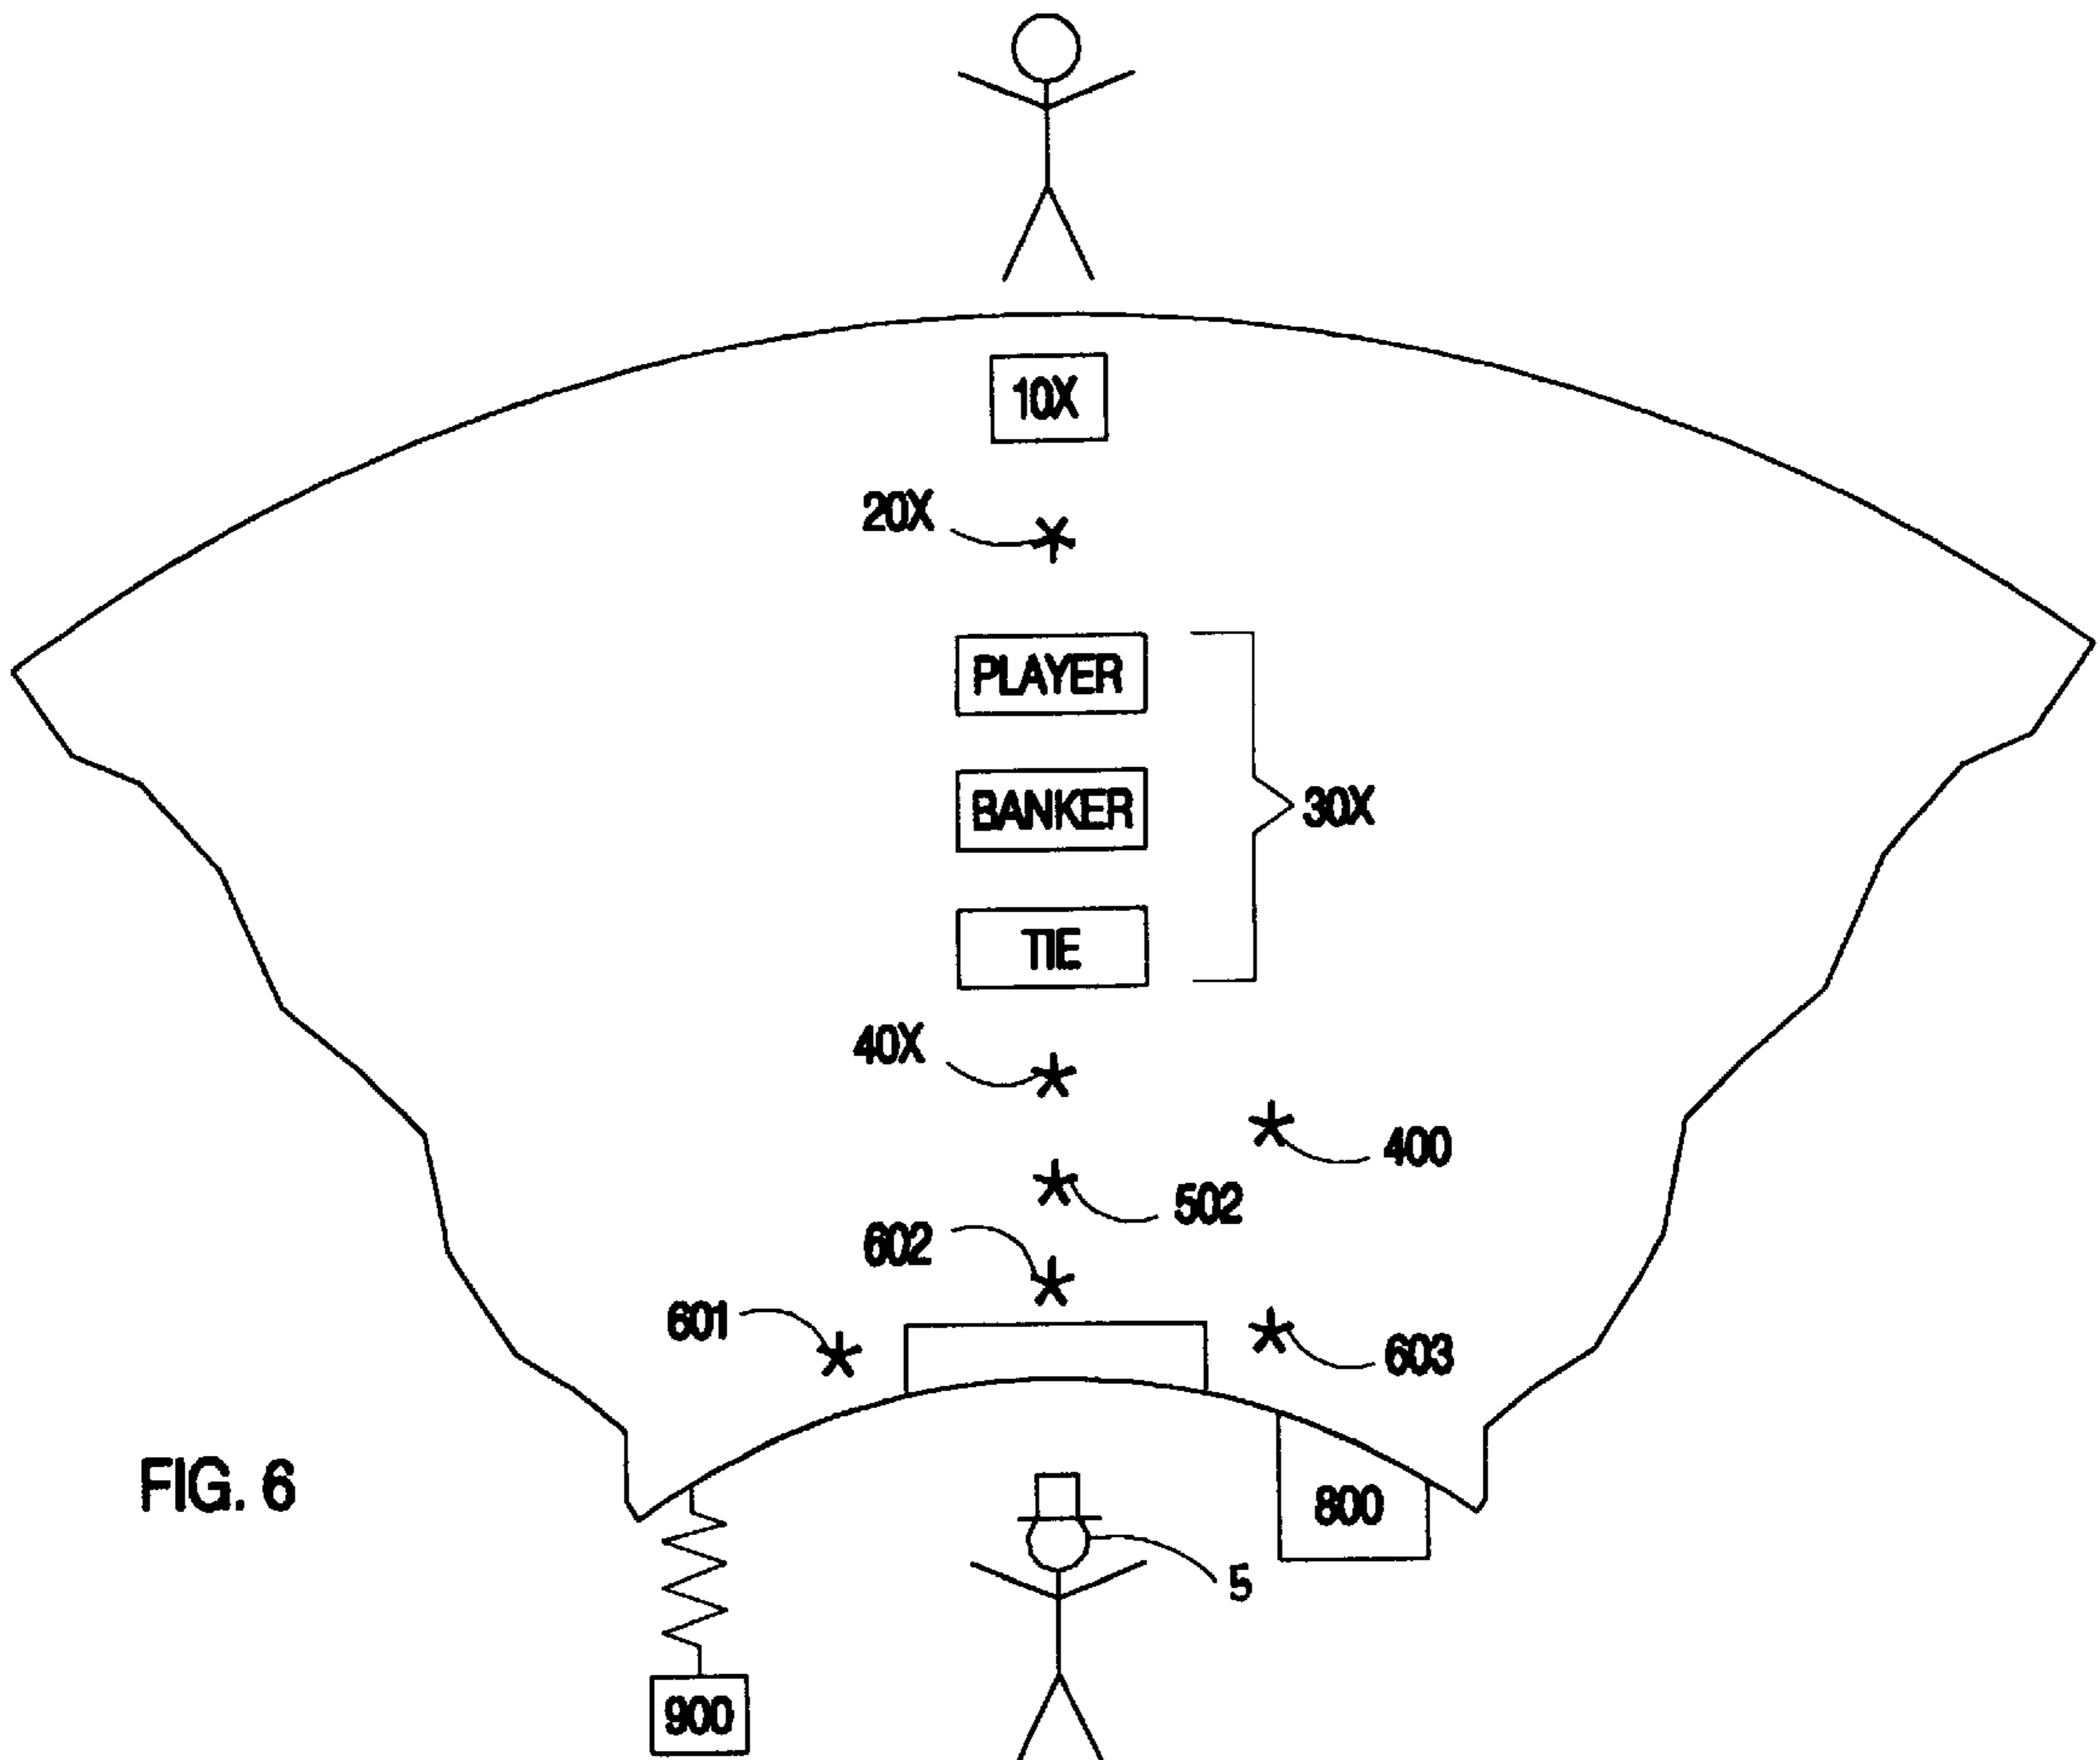 10X
20X
PLAYER
BANKER
30X
TIE
40X
400
502
602
601
603
FIG. 6
800
5
900